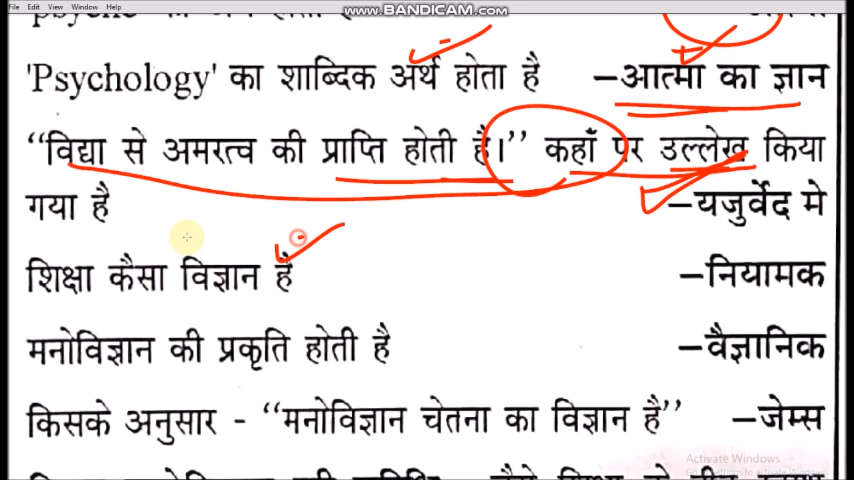 File Edit View Window Help
www.BANDICAM.com
'Psychology' का शाब्दिक अर्थ होता है –आत्मा का ज्ञान
“विद्या से अमरत्व की प्राप्ति होती है।” कहाँ पर उल्लेख किया
गया है –यजुर्वेद मे
शिक्षा कैसा विज्ञान है –नियामक
मनोविज्ञान की प्रकृति होती है –वैज्ञानिक
किसके अनुसार - “मनोविज्ञान चेतना का विज्ञान है” –जेम्स
Activate Windows